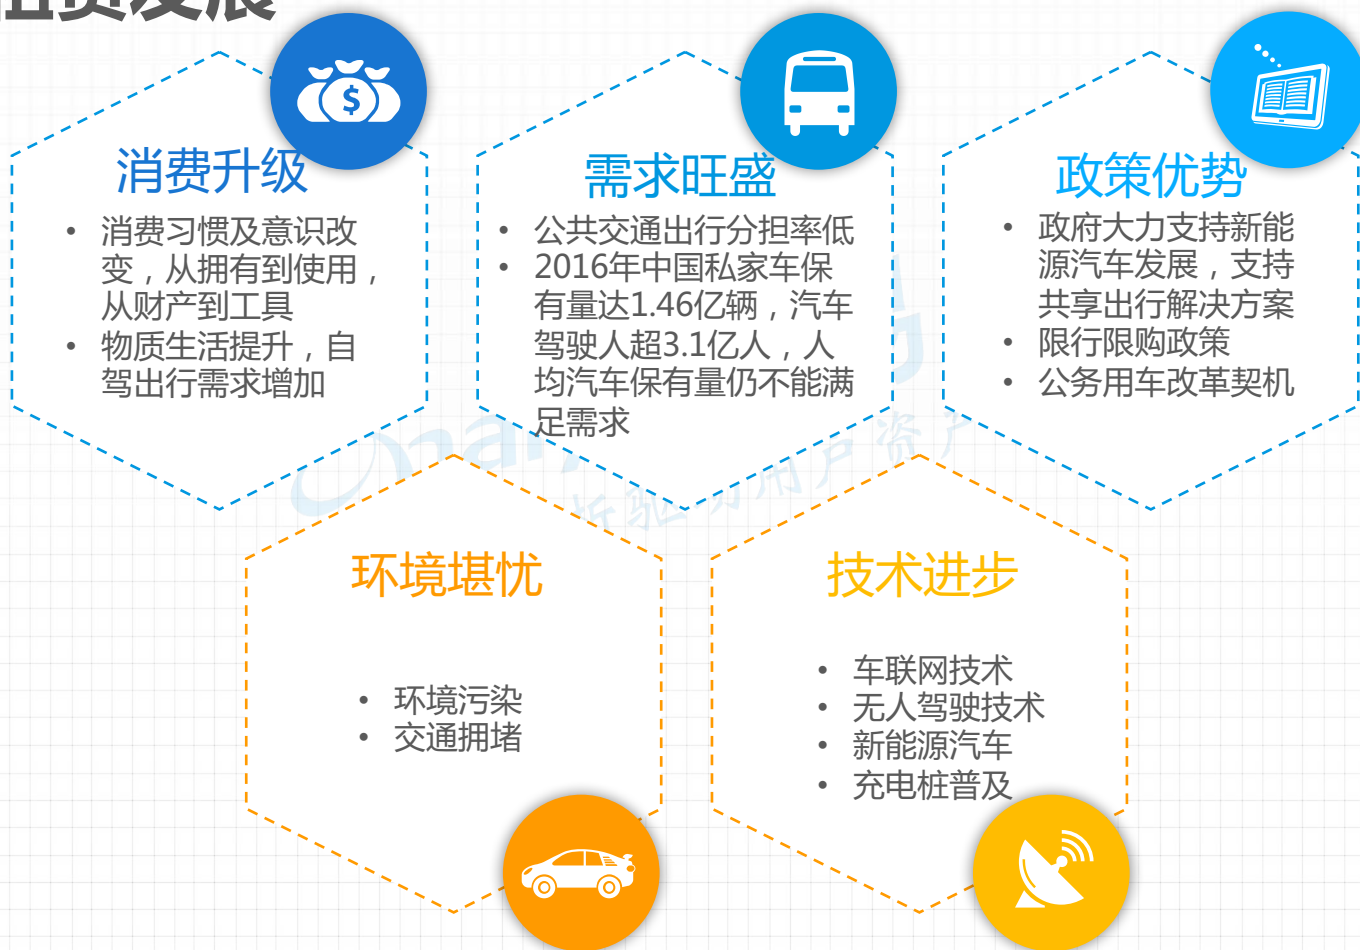 租赁发展
消费升级
• 消费习惯及意识改
变，从拥有到使用，
从财产到工具
• 物质生活提升，自
驾出行需求增加
需求旺盛
• 公共交通出行分担率低
• 2016年中国私家车保
有量达1.46亿辆，汽车
驾驶人超3.1亿人，人
均汽车保有量仍不能满
足需求
政策优势
• 政府大力支持新能
源汽车发展，支持
共享出行解决方案
• 限行限购政策
• 公务用车改革契机
环境堪忧
• 环境污染
• 交通拥堵
技术进步
• 车联网技术
• 无人驾驶技术
• 新能源汽车
• 充电桩普及